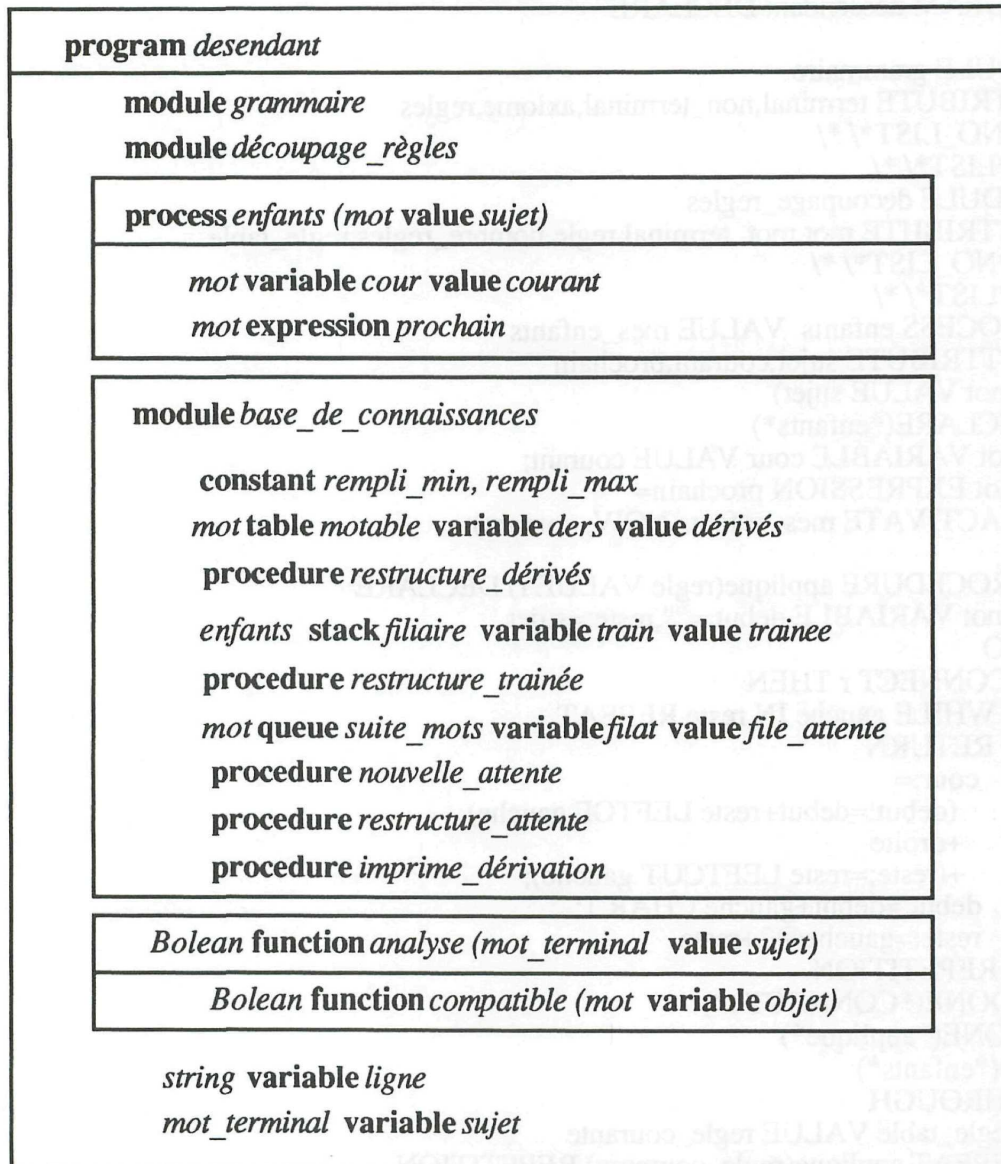 program desendant
module grammaire
module découpage_règles
process enfants (mot value sujet)
mot variable cour value courant
mot expression prochain
module base_de_connaissances
constant rempli_min, rempli_max
mot table motable variable ders value dérivés
procedure restructure_dérivés
enfants stack filiaire variable train value trainee
procedure restructure_trainée
mot queue suite_mots variable filat value file_attente
procedure nouvelle_attente
procedure restructure_attente
procedure imprime_dérivation
Bolean function analyse (mot_terminal value sujet)
Bolean function compatible (mot variable objet)
string variable ligne
mot_terminal variable sujet